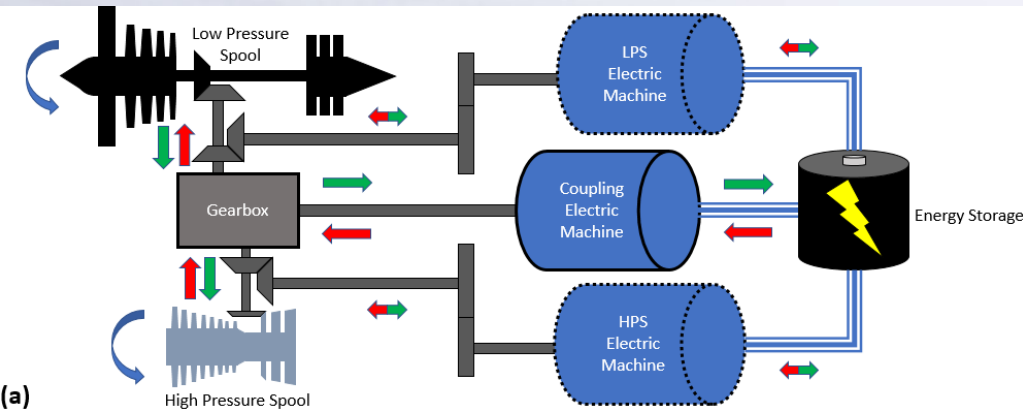 Low Pressure
Spool
LPS
Electric
Machine
Gearbox
Coupling
Electric
Machine
Energy Storage
HPS
Electric
Machine
(a)
High Pressure Spool